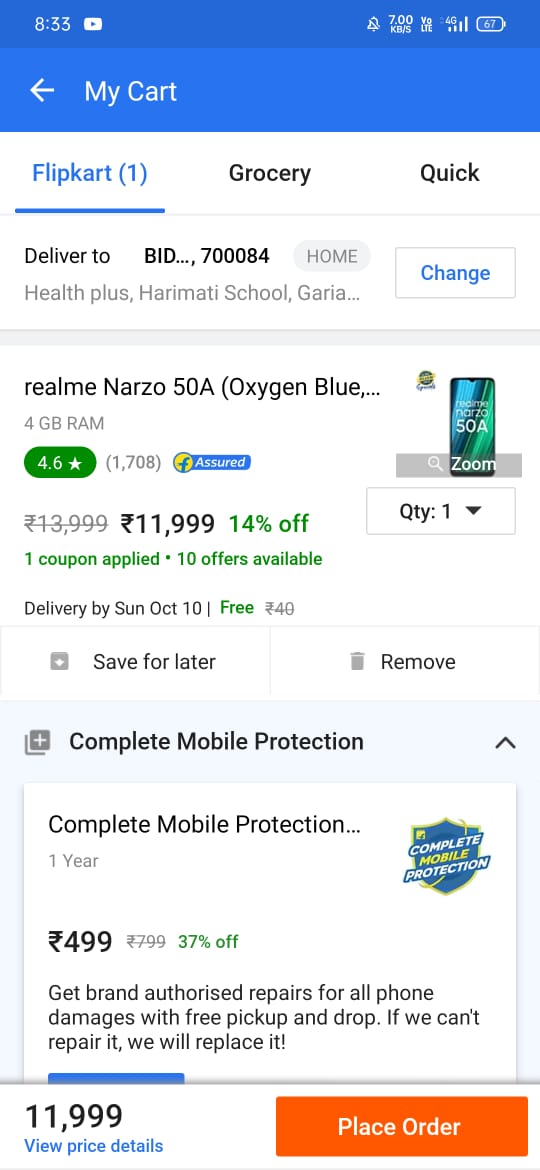 8:33
7.00 KB/S VoLTE 4G 67
My Cart
Flipkart (1) Grocery Quick
Deliver to BID..., 700084 HOME
Change
Health plus, Harimati School, Garia...
realme Narzo 50A (Oxygen Blue,...
realme narzo 50A
4 GB RAM
4.6 ★ (1,708) Assured
Zoom
₹13,999 ₹11,999 14% off
Qty: 1
1 coupon applied • 10 offers available
Delivery by Sun Oct 10 | Free ₹40
Save for later Remove
Complete Mobile Protection
Complete Mobile Protection...
1 Year
COMPLETE
MOBILE
PROTECTION
₹499 ₹799 37% off
Get brand authorised repairs for all phone
damages with free pickup and drop. If we can't
repair it, we will replace it!
11,999
View price details
Place Order